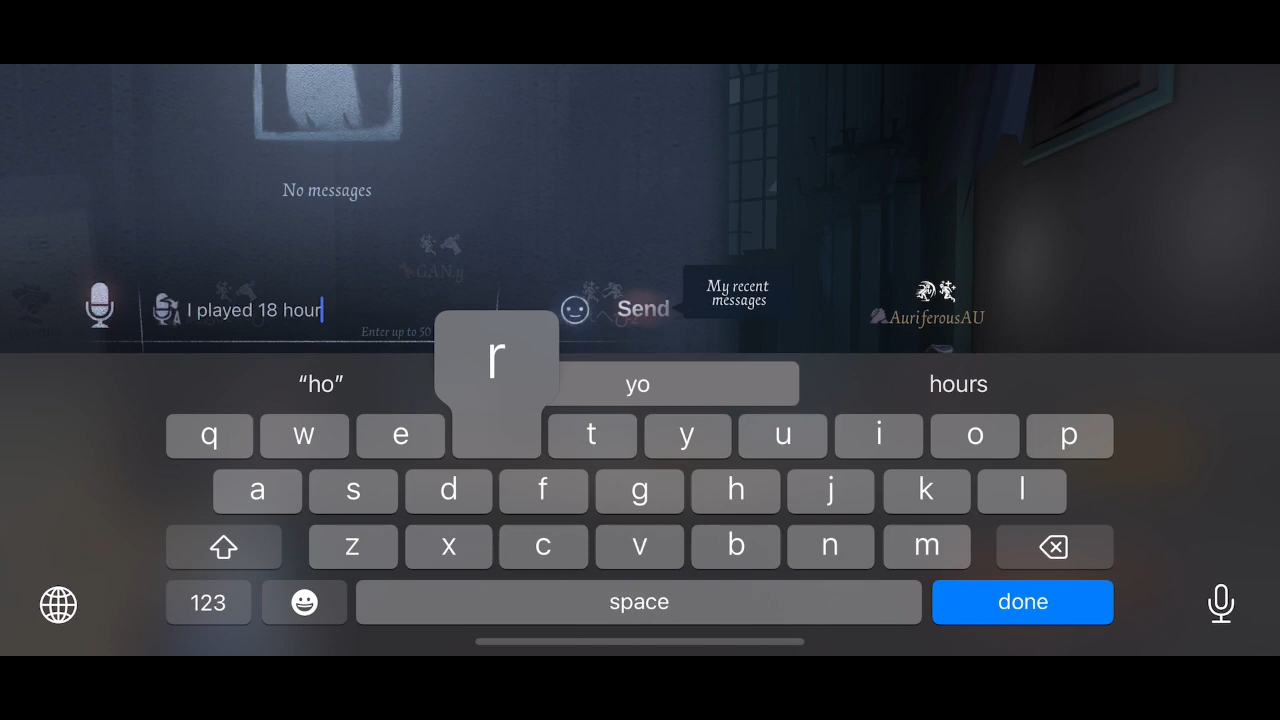 No messages
GAN.y
I played 18 hour
Enter up to 50
Send
My recent
messages
AuriferousAU
r
“ho”
yo
hours
q w e t y u i o p
a s d f g h j k l
z x c v b n m
123
space
done